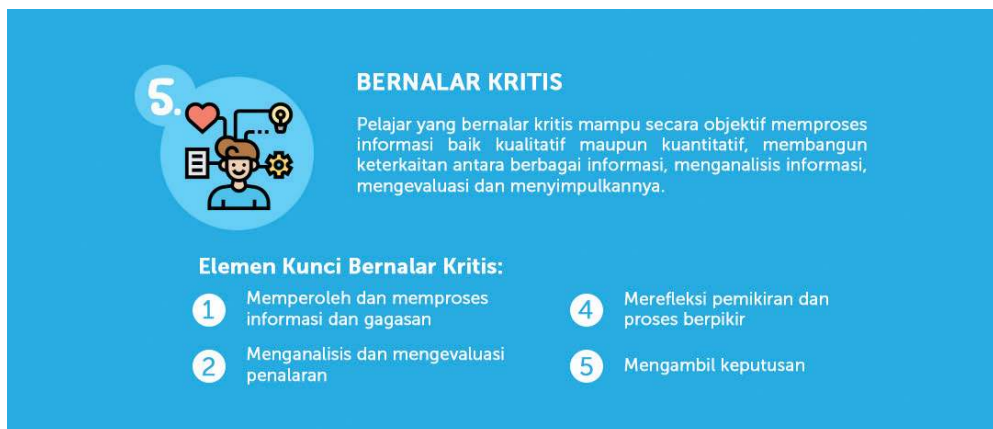 5.
BERNALAR KRITIS
Pelajar yang bernalar kritis mampu secara objektif memproses
informasi baik kualitatif maupun kuantitatif, membangun
keterkaitan antara berbagai informasi, menganalisis informasi,
mengevaluasi dan menyimpulkannya.
Elemen Kunci Bernalar Kritis:
1 Memperoleh dan memproses
informasi dan gagasan
2 Menganalisis dan mengevaluasi
penalaran
4 Merefleksi pemikiran dan
proses berpikir
5 Mengambil keputusan